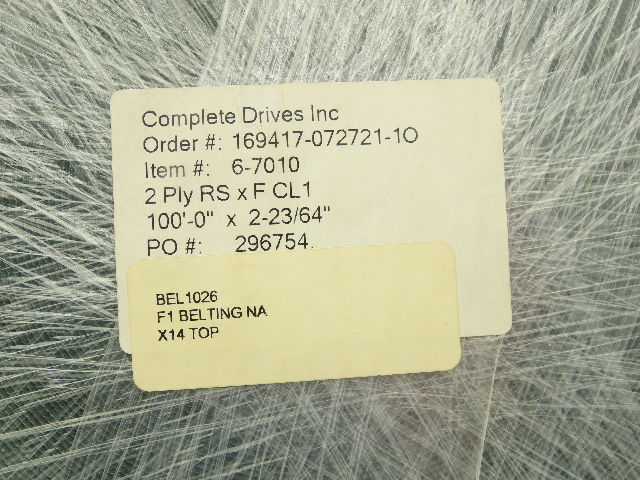 Complete Drives Inc
Order #: 169417-072721-1O
Item #: 6-7010
2 Ply RS x F CL1
100'-0" x 2-23/64"
PO #: 296754
BEL1026
F1 BELTING NA
X14 TOP